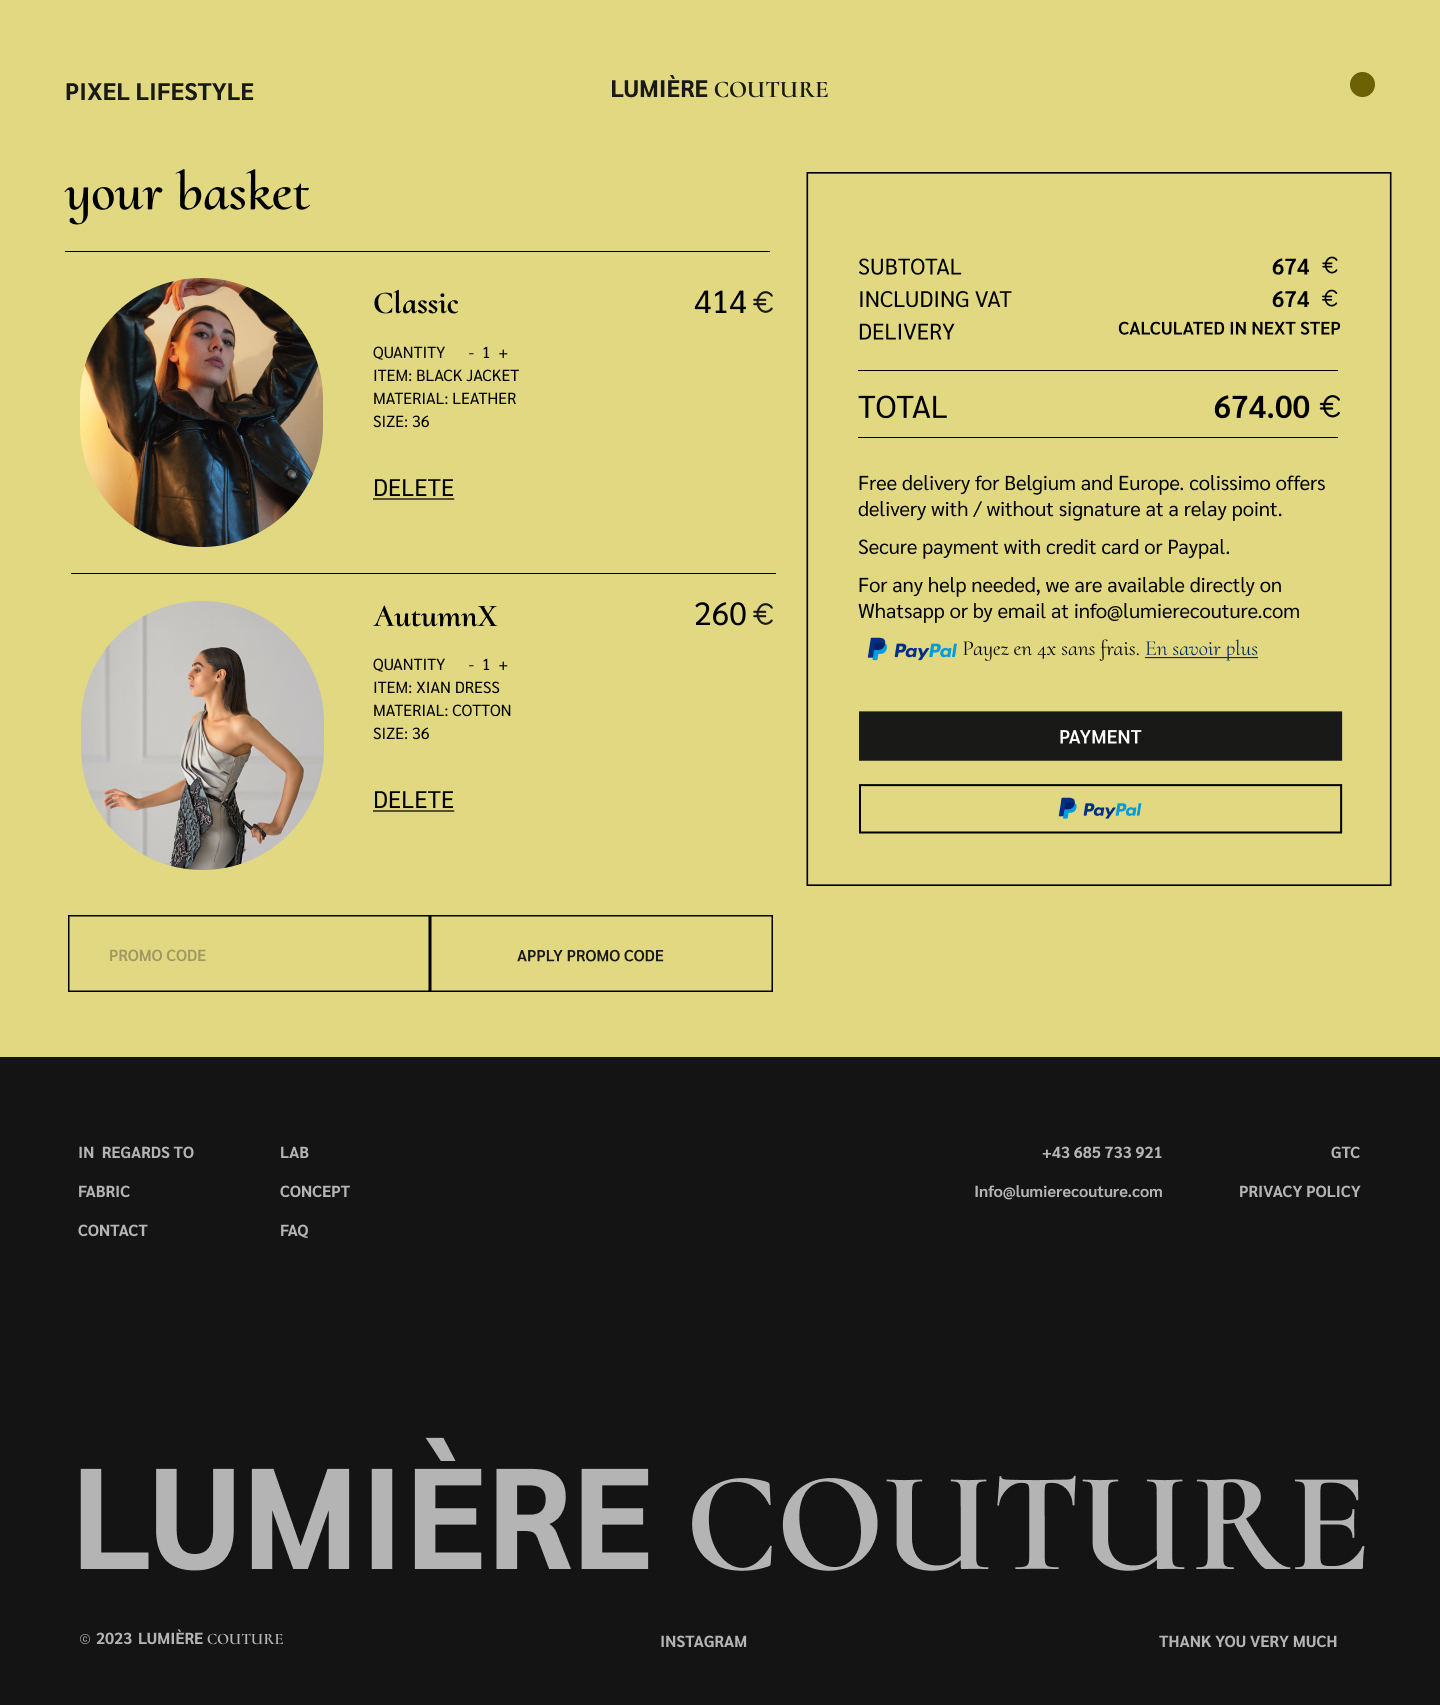 PIXEL LIFESTYLE
LUMIÈRE COUTURE
your basket
Classic
414 €
QUANTITY - 1 +
ITEM: BLACK JACKET
MATERIAL: LEATHER
SIZE: 36
DELETE
AutumnX
260 €
QUANTITY - 1 +
ITEM: XIAN DRESS
MATERIAL: COTTON
SIZE: 36
DELETE
PROMO CODE
APPLY PROMO CODE
SUBTOTAL 674 €
INCLUDING VAT 674 €
DELIVERY CALCULATED IN NEXT STEP
TOTAL 674.00 €
Free delivery for Belgium and Europe. colissimo offers
delivery with / without signature at a relay point.
Secure payment with credit card or Paypal.
For any help needed, we are available directly on
Whatsapp or by email at info@lumierecouture.com
PayPal Payez en 4x sans frais. En savoir plus
PAYMENT
PayPal
IN REGARDS TO
FABRIC
CONTACT
LAB
CONCEPT
FAQ
+43 685 733 921
Info@lumierecouture.com
GTC
PRIVACY POLICY
LUMIÈRE COUTURE
© 2023 LUMIÈRE COUTURE
INSTAGRAM
THANK YOU VERY MUCH